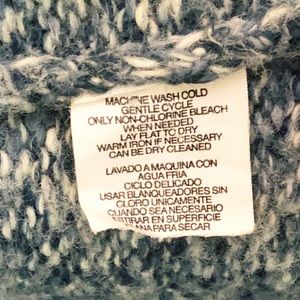 MACHINE WASH COLD
GENTLE CYCLE
ONLY NON-CHLORINE BLEACH
WHEN NEEDED
LAY FLAT TO DRY
WARM IRON IF NECESSARY
CAN BE DRY CLEANED
LAVADO A MAQUINA CON
AGUA FRIA
CICLO DELICADO
USAR BLANQUEADORES SIN
CLORO UNICAMENTE
CUANDO SEA NECESARIO
ESTIRAR EN SUPERFICIE
PLANA PARA SECAR